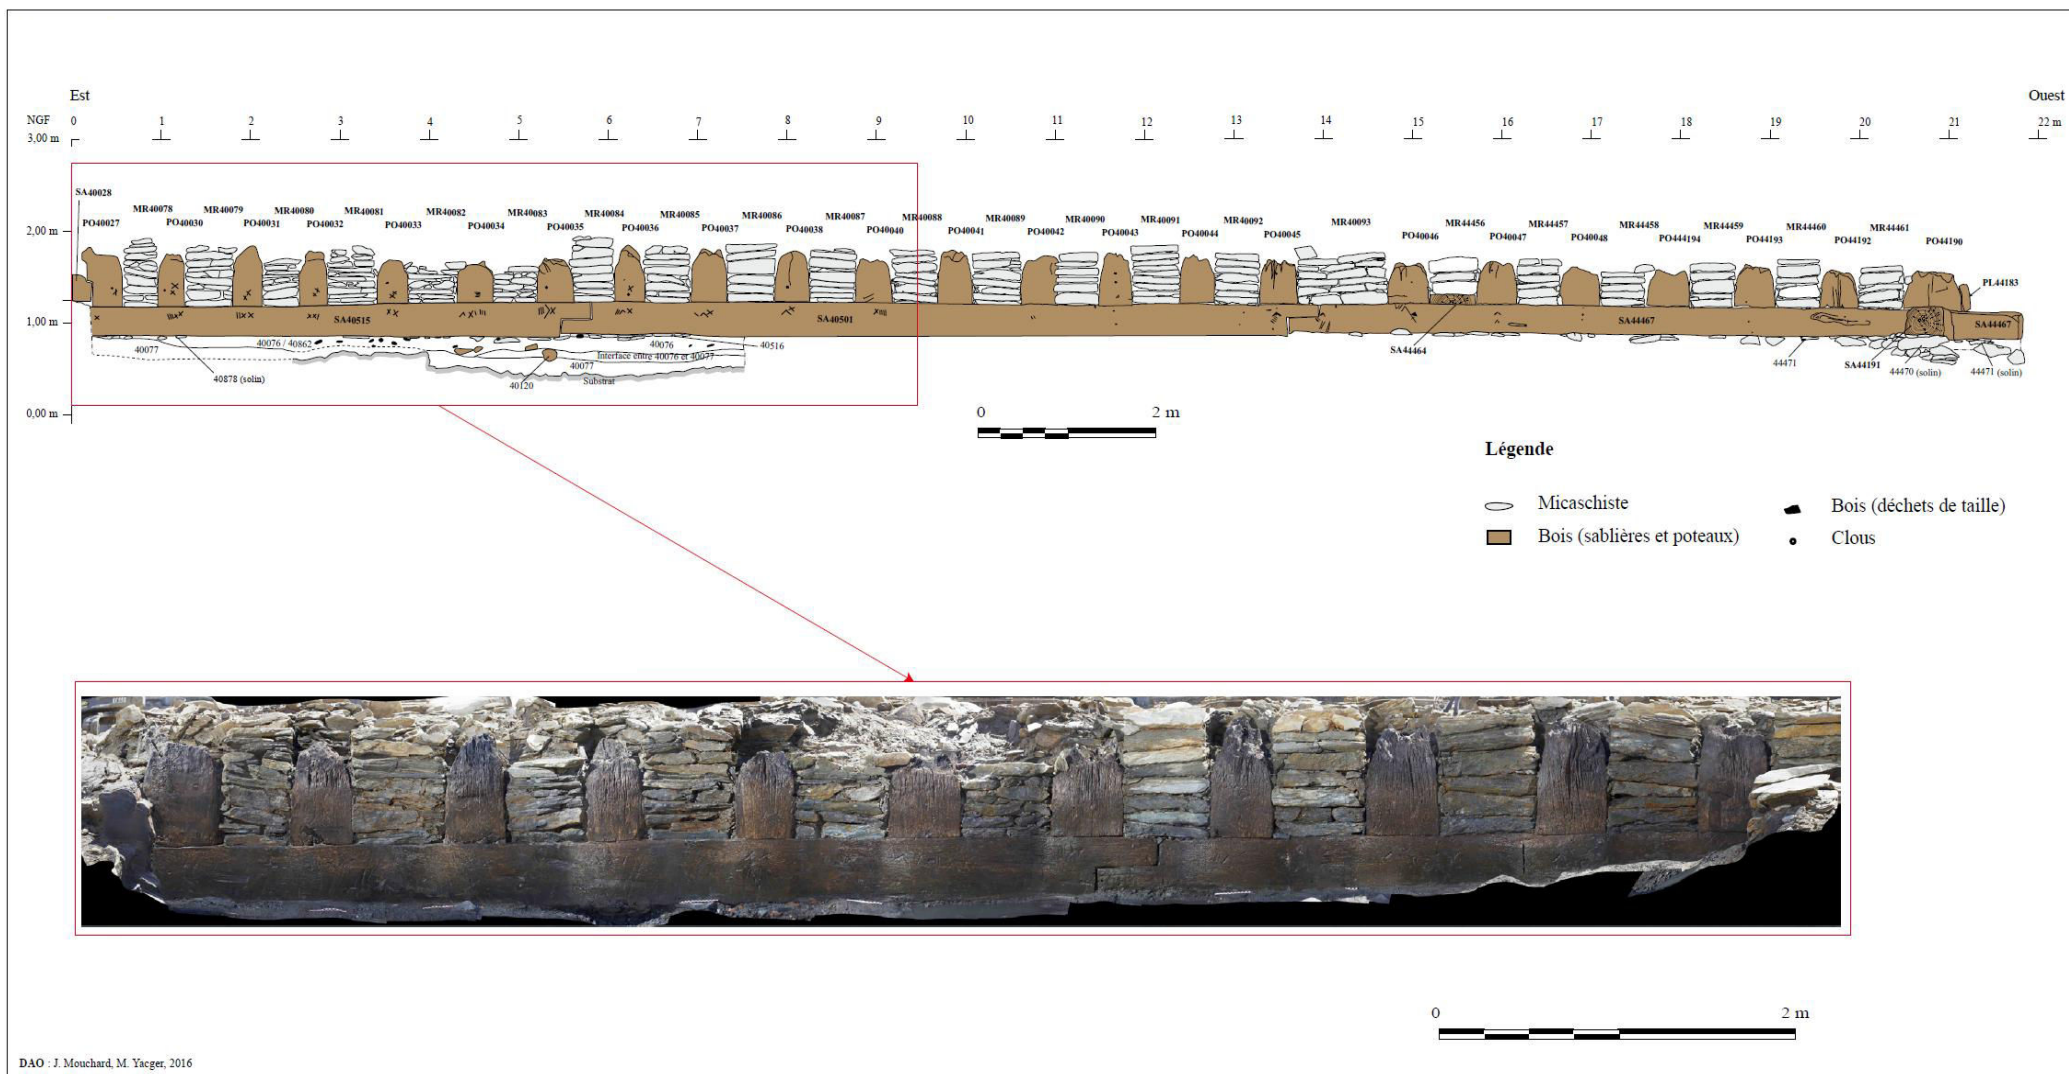 Est
Ouest
NGF 0 1 2 3 4 5 6 7 8 9 10 11 12 13 14 15 16 17 18 19 20 21 22 m
3,00 m
SA40028
MR40078 MR40079 MR40080 MR40081 MR40082 MR40083 MR40084 MR40085 MR40086 MR40087 MR40088 MR40089 MR40090 MR40091 MR40092 MR40093 MR44456 MR44457 MR44458 MR44459 MR44460 MR44461
PO40027 PO40030 PO40031 PO40032 PO40033 PO40034 PO40035 PO40036 PO40037 PO40038 PO40040 PO40041 PO40042 PO40043 PO40044 PO40045 PO40046 PO40047 PO40048 PO444194 PO44193 PO44192 PO44190
2,00 m
PL44183
1,00 m
SA40515 SA40501 SA44467 SA44467
40077 40076 / 40862 40076 40516
Interface entre 40076 et 40077
SA44464 44471 SA44191
40878 (solin) 40120 40077 Substrat 44470 (solin) 44471 (solin)
0,00 m
0 2 m
Légende
Micaschiste
Bois (déchets de taille)
Bois (sablières et poteaux)
Clous
0 2 m
DAO : J. Mouchard, M. Yacger, 2016